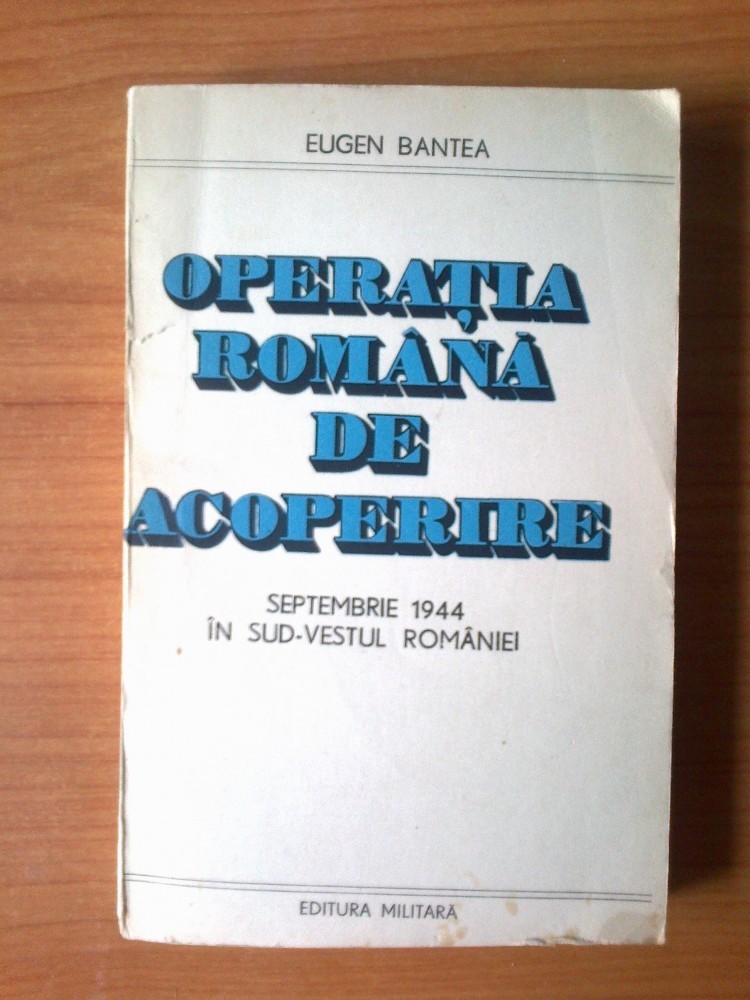 EUGEN BANTEA
OPERAȚIA
ROMÂNĂ
DE
ACOPERIRE
SEPTEMBRIE 1944
ÎN SUD-VESTUL ROMÂNIEI
EDITURA MILITARĂ